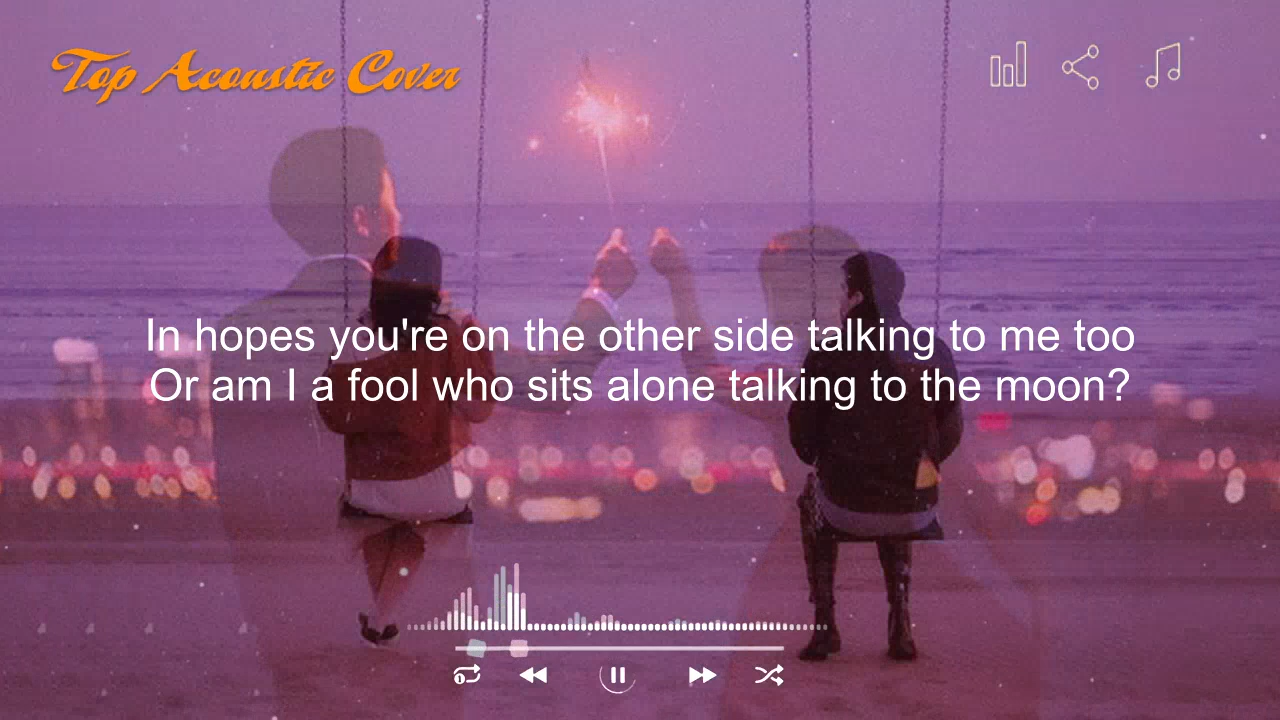 Top Acoustic Cover
In hopes you're on the other side talking to me too
Or am I a fool who sits alone talking to the moon?
1